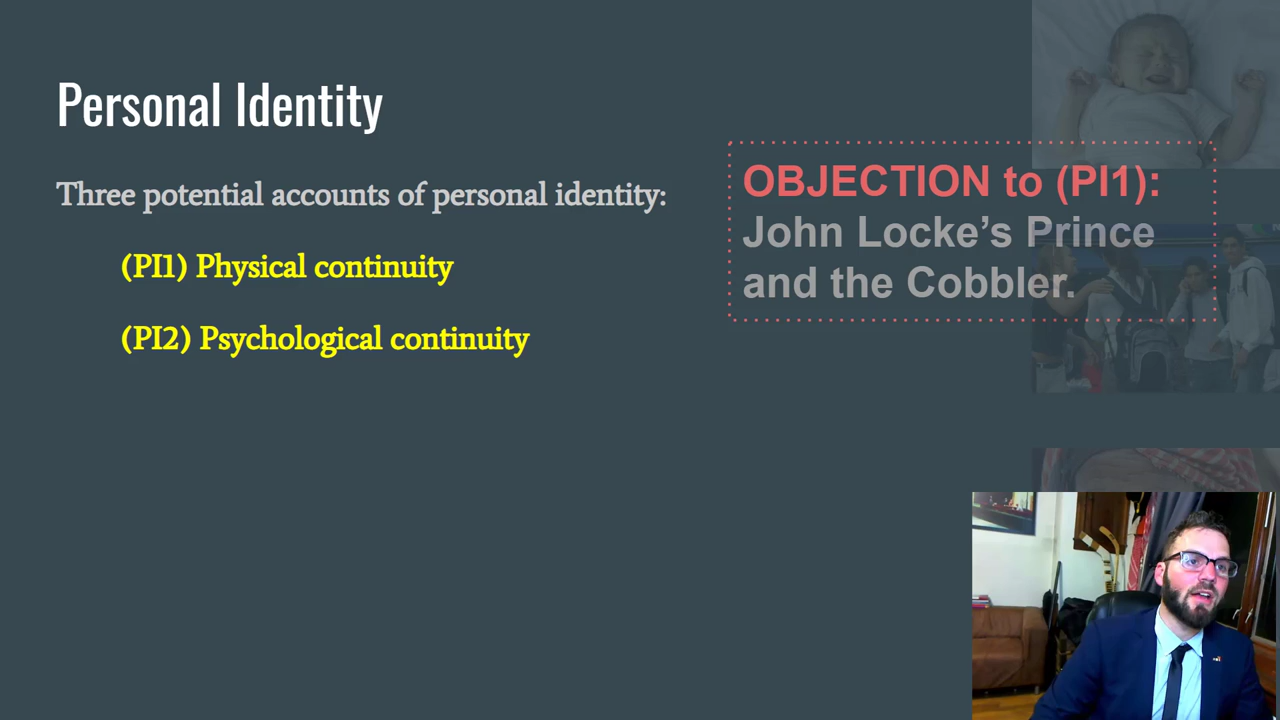 Personal Identity
Three potential accounts of personal identity:
(PI1) Physical continuity
(PI2) Psychological continuity
OBJECTION to (PI1):
John Locke’s Prince
and the Cobbler.